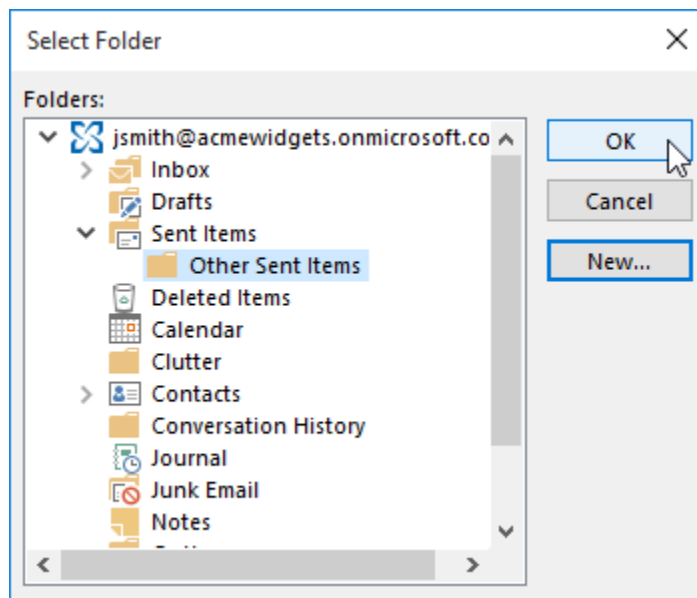 Select Folder
Folders:
jsmith@acmewidgets.onmicrosoft.co
OK
Inbox
Drafts
Cancel
Sent Items
Other Sent Items
New...
Deleted Items
Calendar
Clutter
Contacts
Conversation History
Journal
Junk Email
Notes